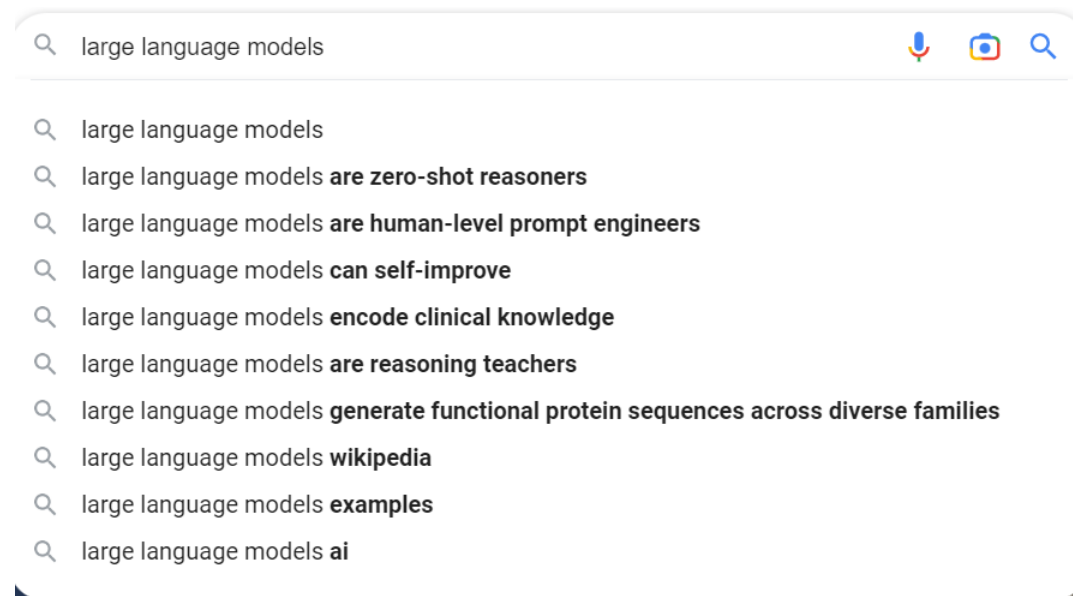 large language models
large language models
large language models are zero-shot reasoners
large language models are human-level prompt engineers
large language models can self-improve
large language models encode clinical knowledge
large language models are reasoning teachers
large language models generate functional protein sequences across diverse families
large language models wikipedia
large language models examples
large language models ai